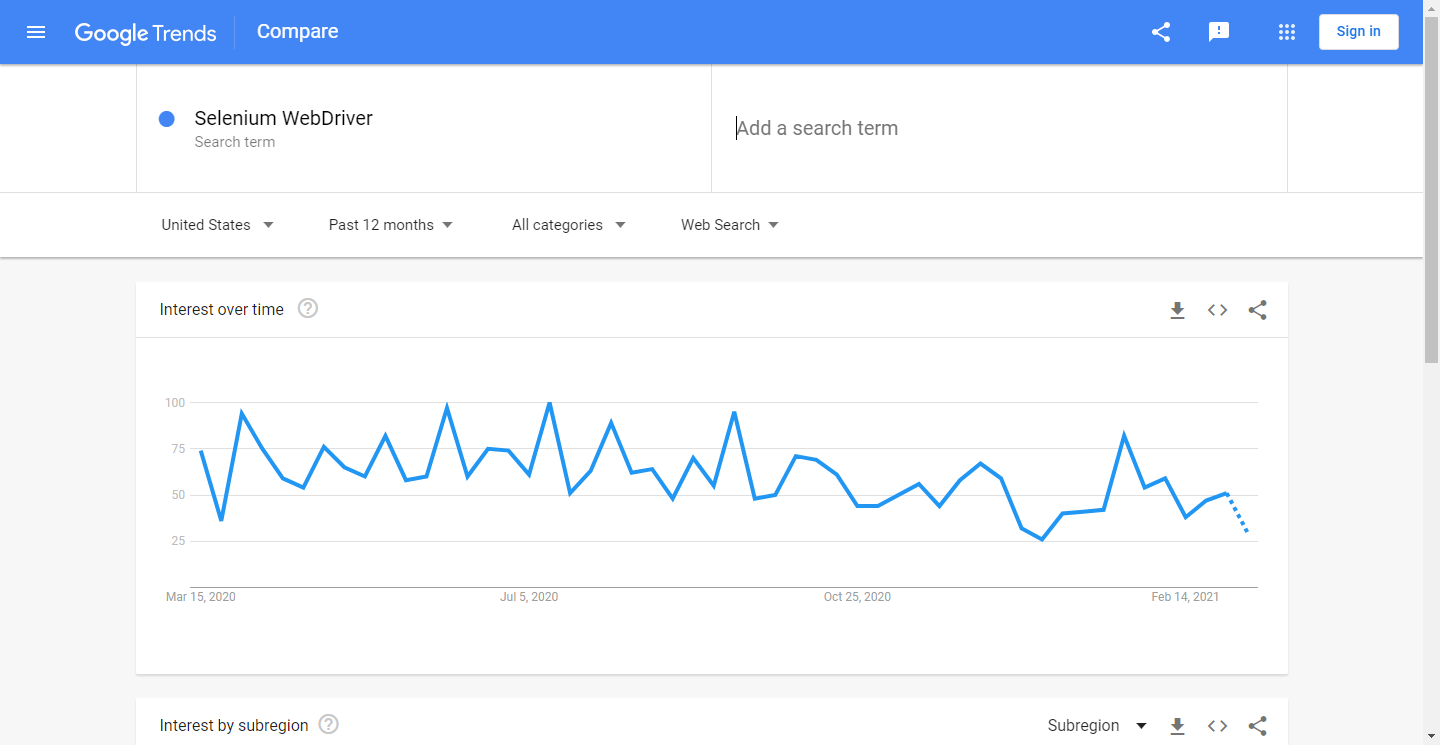 Google Trends Compare Sign in
Selenium WebDriver
Search term
Add a search term
United States Past 12 months All categories Web Search
Interest over time
100
75
50
25
Mar 15, 2020 Jul 5, 2020 Oct 25, 2020 Feb 14, 2021
Interest by subregion Subregion